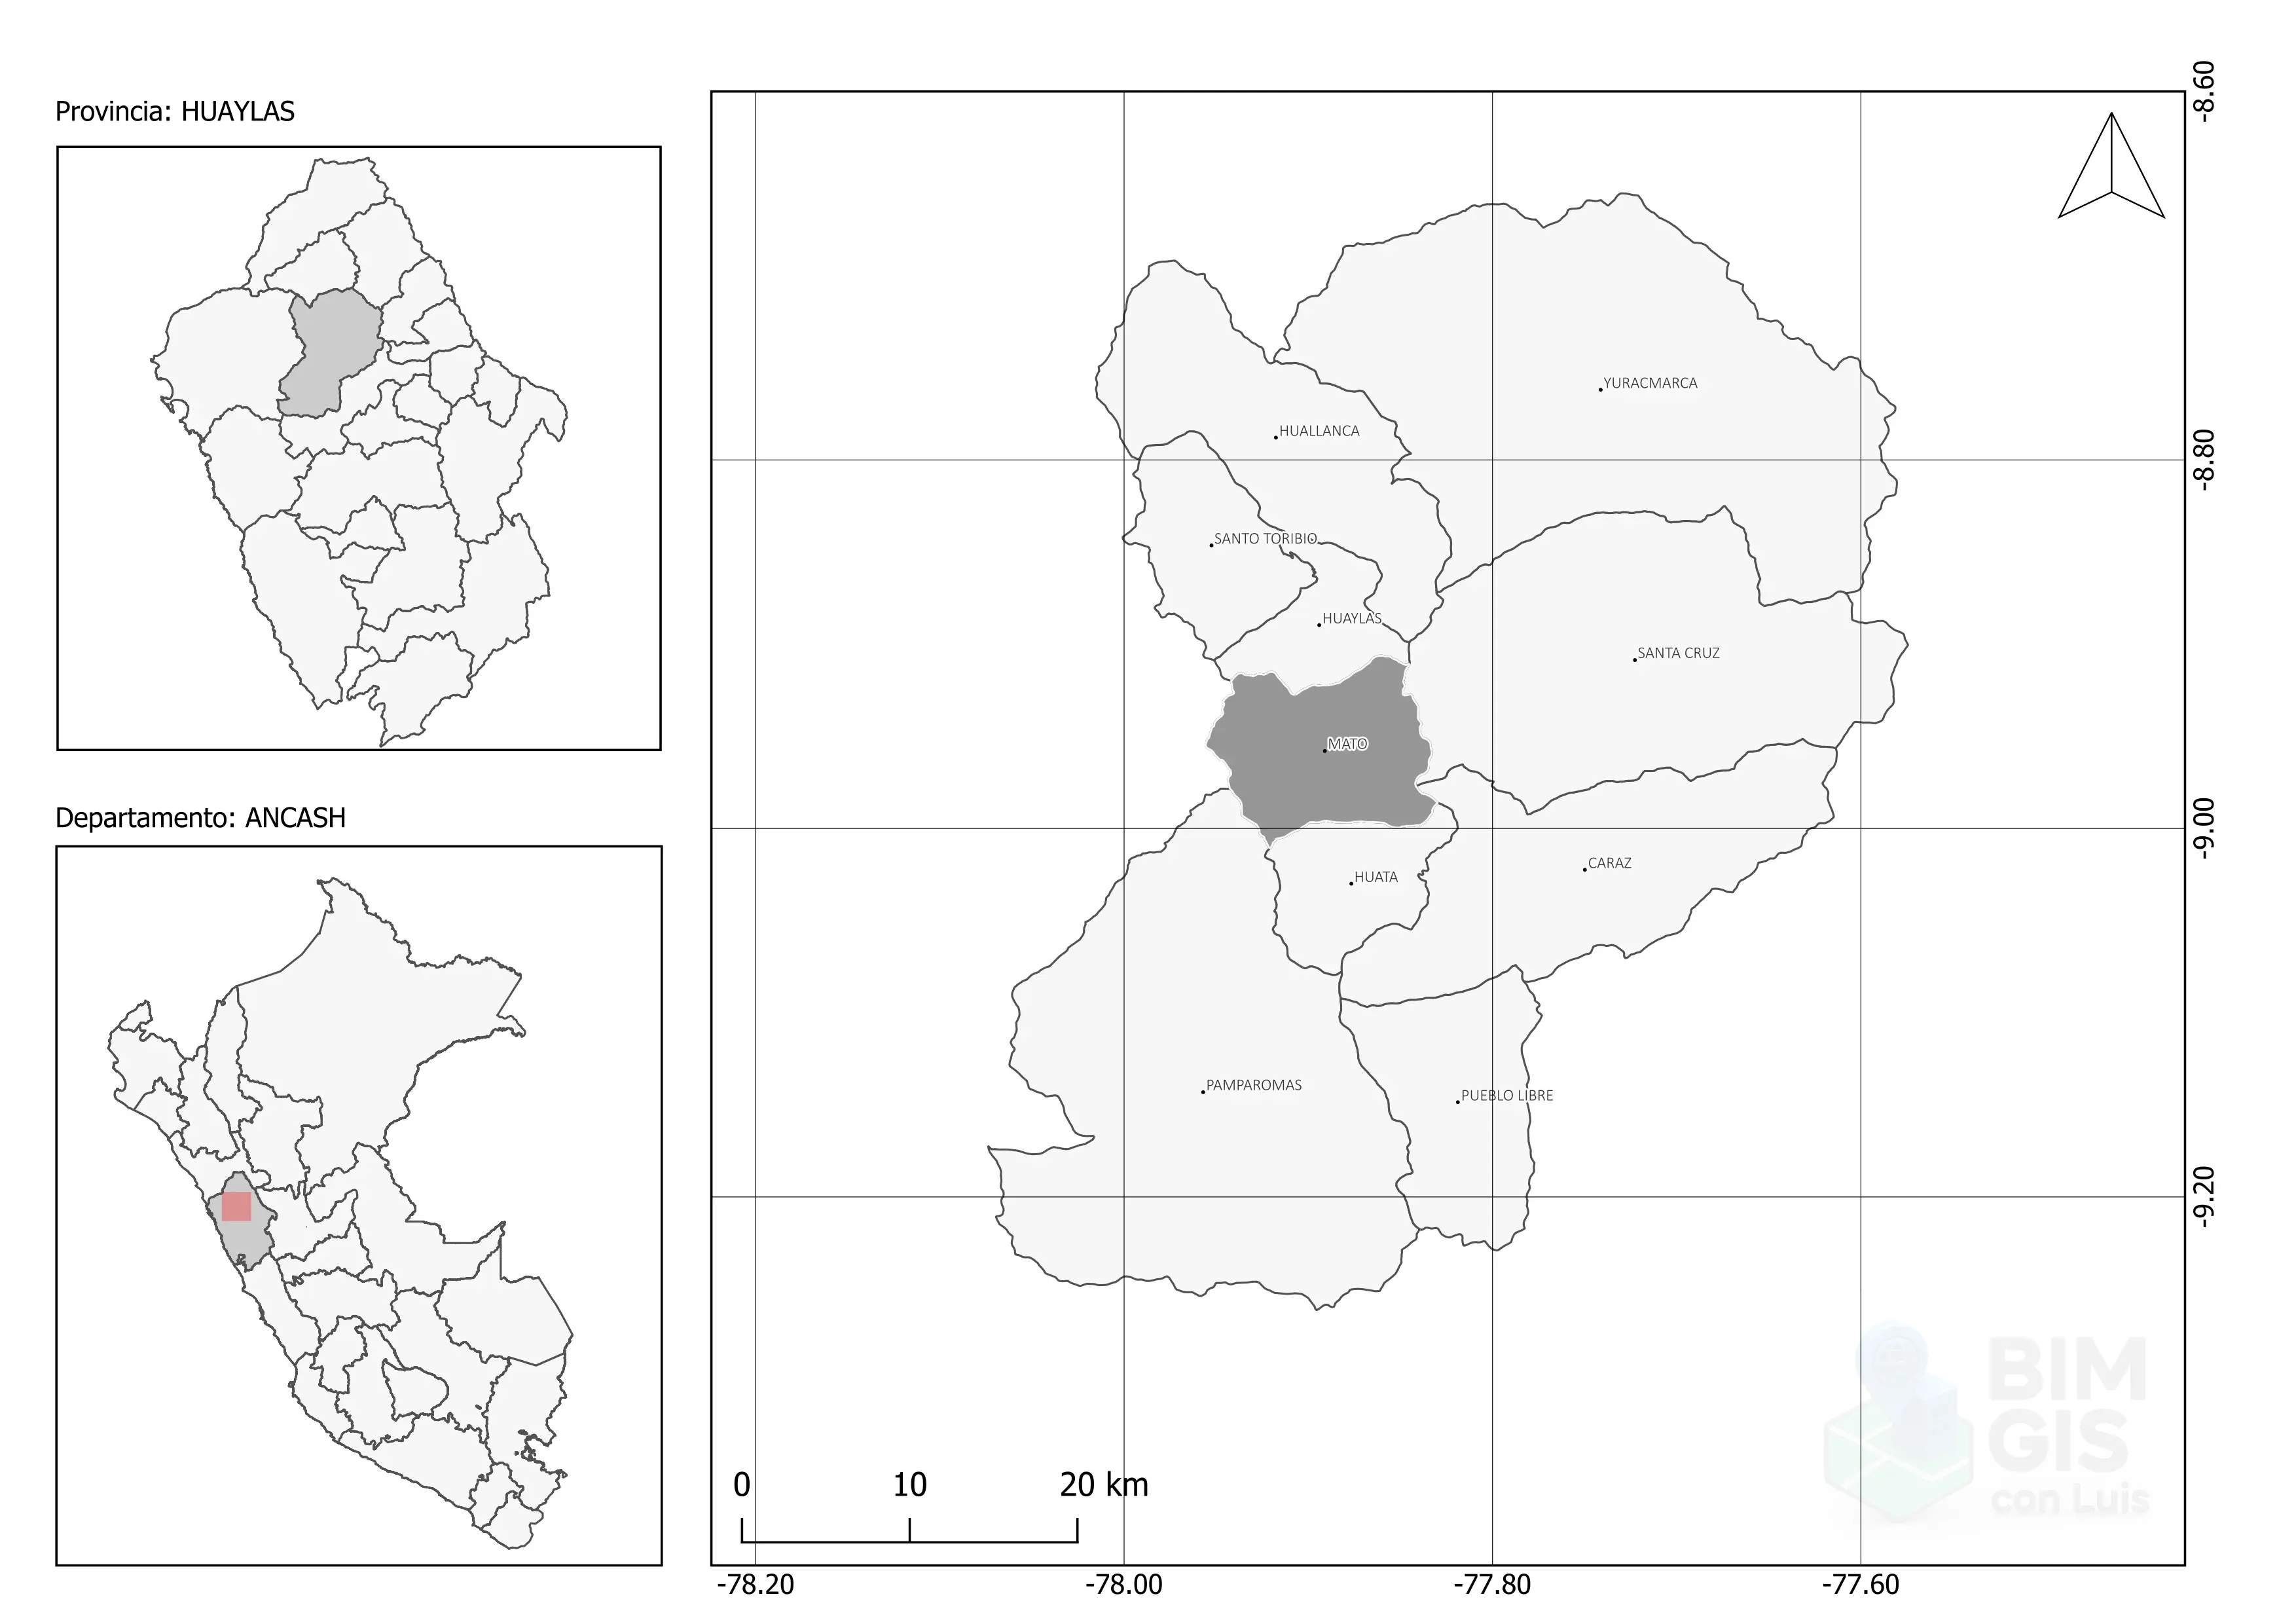 Provincia: HUAYLAS
Departamento: ANCASH
YURACMARCA
HUALLANCA
SANTO TORIBIO
HUAYLAS
SANTA CRUZ
MATO
CARAZ
HUATA
PAMPAROMAS
PUEBLO LIBRE
-8.60
-8.80
-9.00
-9.20
BIM
GIS
con Luis
0 10 20 km
-78.20 -78.00 -77.80 -77.60